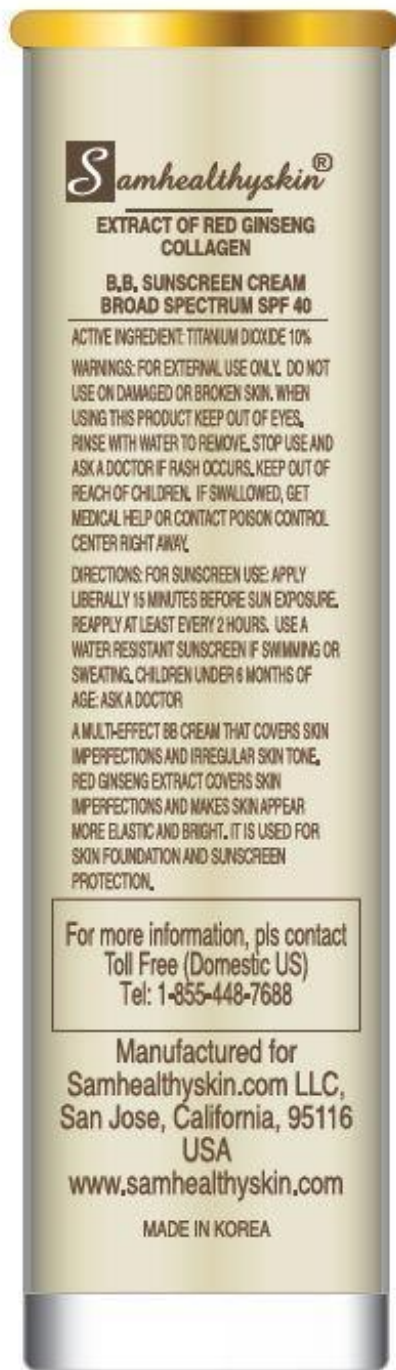 Samhealthyskin®
EXTRACT OF RED GINSENG
COLLAGEN
B.B. SUNSCREEN CREAM
BROAD SPECTRUM SPF 40
ACTIVE INGREDIENT: TITANIUM DIOXIDE 10%
WARNINGS: FOR EXTERNAL USE ONLY. DO NOT
USE ON DAMAGED OR BROKEN SKIN. WHEN
USING THIS PRODUCT KEEP OUT OF EYES.
RINSE WITH WATER TO REMOVE. STOP USE AND
ASK A DOCTOR IF RASH OCCURS. KEEP OUT OF
REACH OF CHILDREN. IF SWALLOWED, GET
MEDICAL HELP OR CONTACT POISON CONTROL
CENTER RIGHT AWAY.
DIRECTIONS: FOR SUNSCREEN USE: APPLY
LIBERALLY 15 MINUTES BEFORE SUN EXPOSURE.
REAPPLY AT LEAST EVERY 2 HOURS. USE A
WATER RESISTANT SUNSCREEN IF SWIMMING OR
SWEATING. CHILDREN UNDER 6 MONTHS OF
AGE: ASK A DOCTOR
A MULTI-EFFECT BB CREAM THAT COVERS SKIN
IMPERFECTIONS AND IRREGULAR SKIN TONE.
RED GINSENG EXTRACT COVERS SKIN
IMPERFECTIONS AND MAKES SKIN APPEAR
MORE ELASTIC AND BRIGHT. IT IS USED FOR
SKIN FOUNDATION AND SUNSCREEN
PROTECTION.
For more information, pls contact
Toll Free (Domestic US)
Tel: 1-855-448-7688
Manufactured for
Samhealthyskin.com LLC,
San Jose, California, 95116
USA
www.samhealthyskin.com
MADE IN KOREA